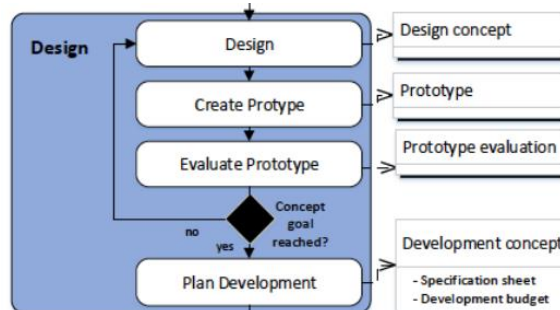 Design
Design
Design concept
Create Protype
Prototype
Evaluate Prototype
Prototype evaluation
Concept
goal
reached?
no
yes
Plan Development
Development concept
- Specification sheet
- Development budget